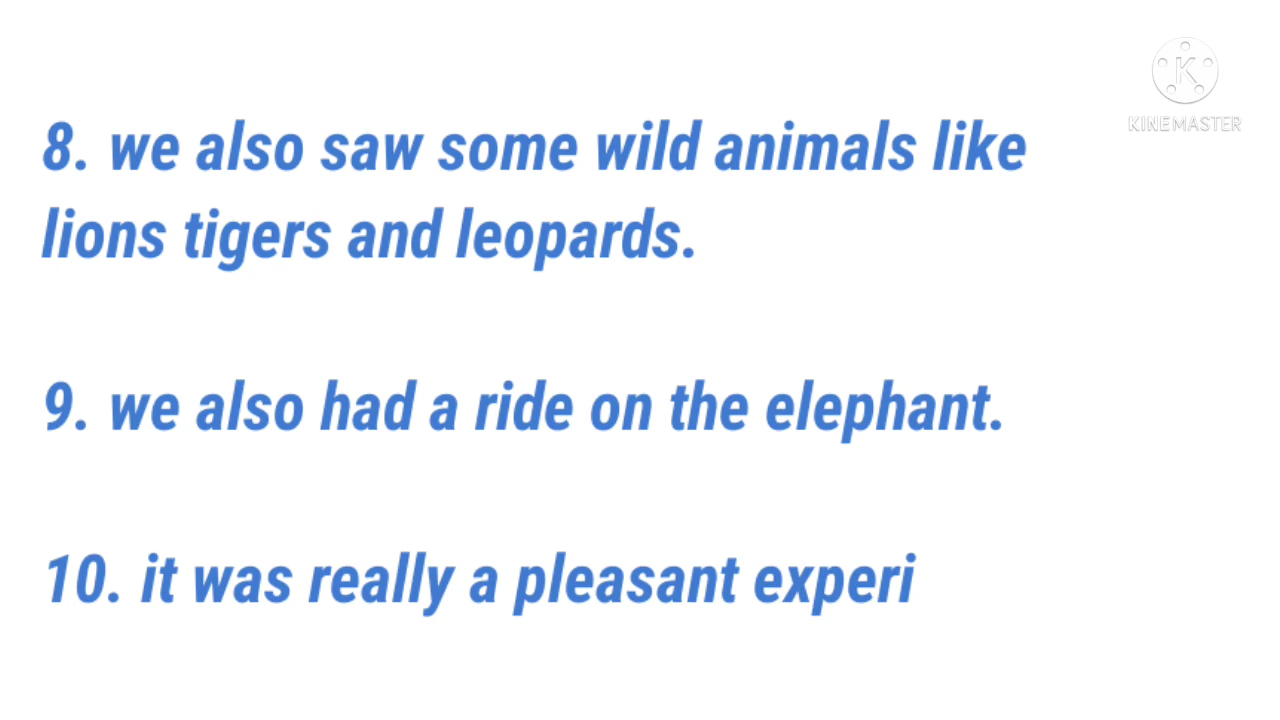 KINEMASTER
8. we also saw some wild animals like
lions tigers and leopards.
9. we also had a ride on the elephant.
10. it was really a pleasant experi